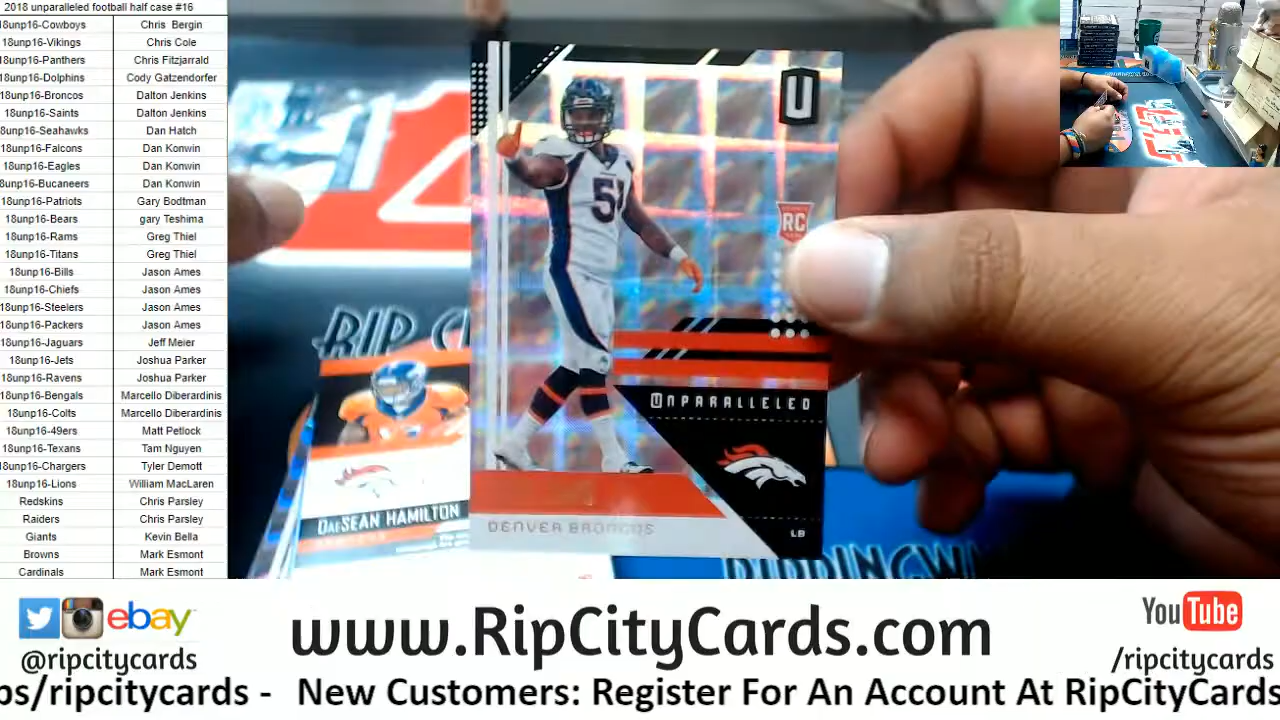 2018 unparalleled football half case #16
18unp16-Cowboys Chris Bergin
18unp16-Vikings Chris Cole
18unp16-Panthers Chris Fitzjarrald
18unp16-Dolphins Cody Gatzendorfer
18unp16-Broncos Dalton Jenkins
18unp16-Saints Dalton Jenkins
8unp16-Seahawks Dan Hatch
18unp16-Falcons Dan Konwin
18unp16-Eagles Dan Konwin
8unp16-Bucaneers Dan Konwin
18unp16-Patriots Gary Bodtman
18unp16-Bears gary Teshima
18unp16-Rams Greg Thiel
18unp16-Titans Greg Thiel
18unp16-Bills Jason Ames
18unp16-Chiefs Jason Ames
18unp16-Steelers Jason Ames
18unp16-Packers Jason Ames
18unp16-Jaguars Jeff Meier
18unp16-Jets Joshua Parker
18unp16-Ravens Joshua Parker
18unp16-Bengals Marcello Diberardinis
18unp16-Colts Marcello Diberardinis
18unp16-49ers Matt Petlock
18unp16-Texans Tam Nguyen
18unp16-Chargers Tyler Demott
18unp16-Lions William MacLaren
Redskins Chris Parsley
Raiders Chris Parsley
Giants Kevin Bella
Browns Mark Esmont
Cardinals Mark Esmont
U
RC
51
UNPARALLELED
DENVER BRONCOS
LB
RIP C
DAESEAN HAMILTON
ebay
@ripcitycards
www.RipCityCards.com
YouTube
/ripcitycards
os/ripcitycards - New Customers: Register For An Account At RipCityCards